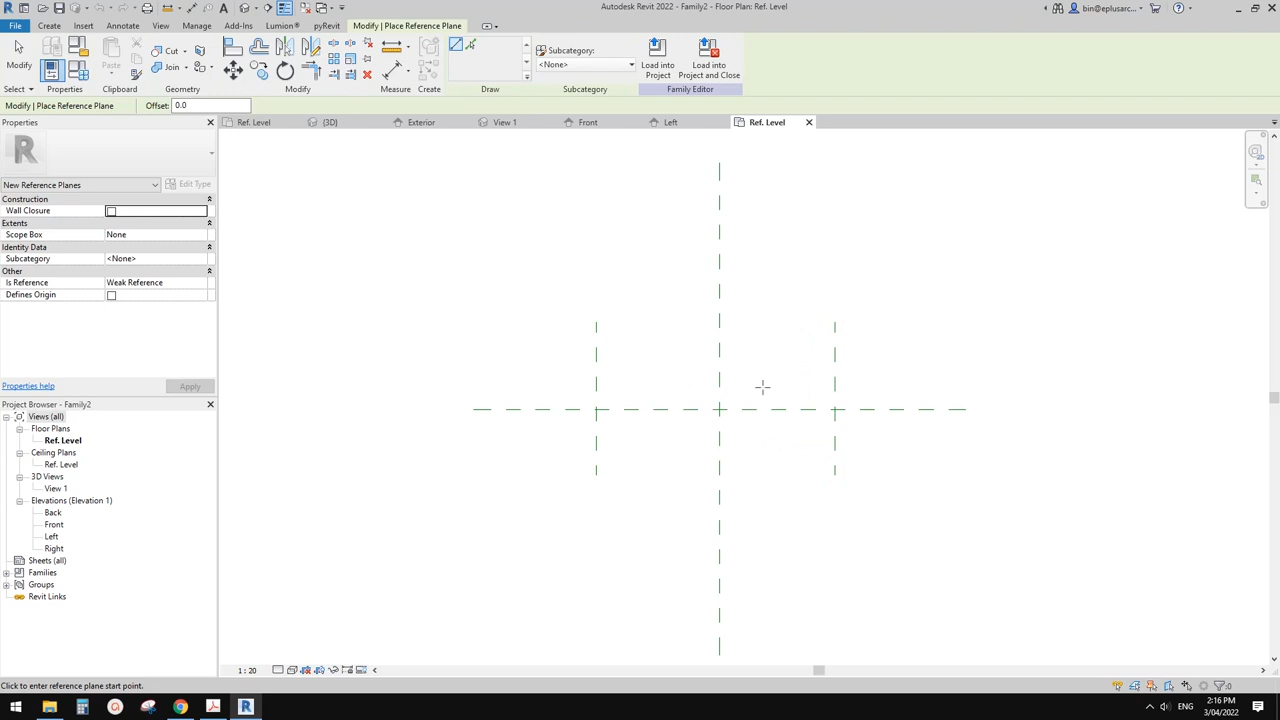 Autodesk Revit 2022 - Family2 - Floor Plan: Ref. Level
bin@eplusarc...
File Create Insert Annotate View Manage Add-Ins Lumion® pyRevit Modify | Place Reference Plane
Modify
Paste
Cut
Join
Subcategory:
<None>
Load into
Project
Load into
Project and Close
Select Properties Clipboard Geometry Modify Measure Create Draw Subcategory Family Editor
Modify | Place Reference Plane Offset: 0.0
Properties
Ref. Level {3D} Exterior View 1 Front Left Ref. Level
R
New Reference Planes Edit Type
Construction
Wall Closure
Extents
Scope Box None
Identity Data
Subcategory <None>
Other
Is Reference Weak Reference
Defines Origin
Properties help Apply
Project Browser - Family2
Views (all)
Floor Plans
Ref. Level
Ceiling Plans
Ref. Level
3D Views
View 1
Elevations (Elevation 1)
Back
Front
Left
Right
Sheets (all)
Families
Groups
Revit Links
1 : 20
Click to enter reference plane start point.
:0
ENG
2:16 PM
3/04/2022